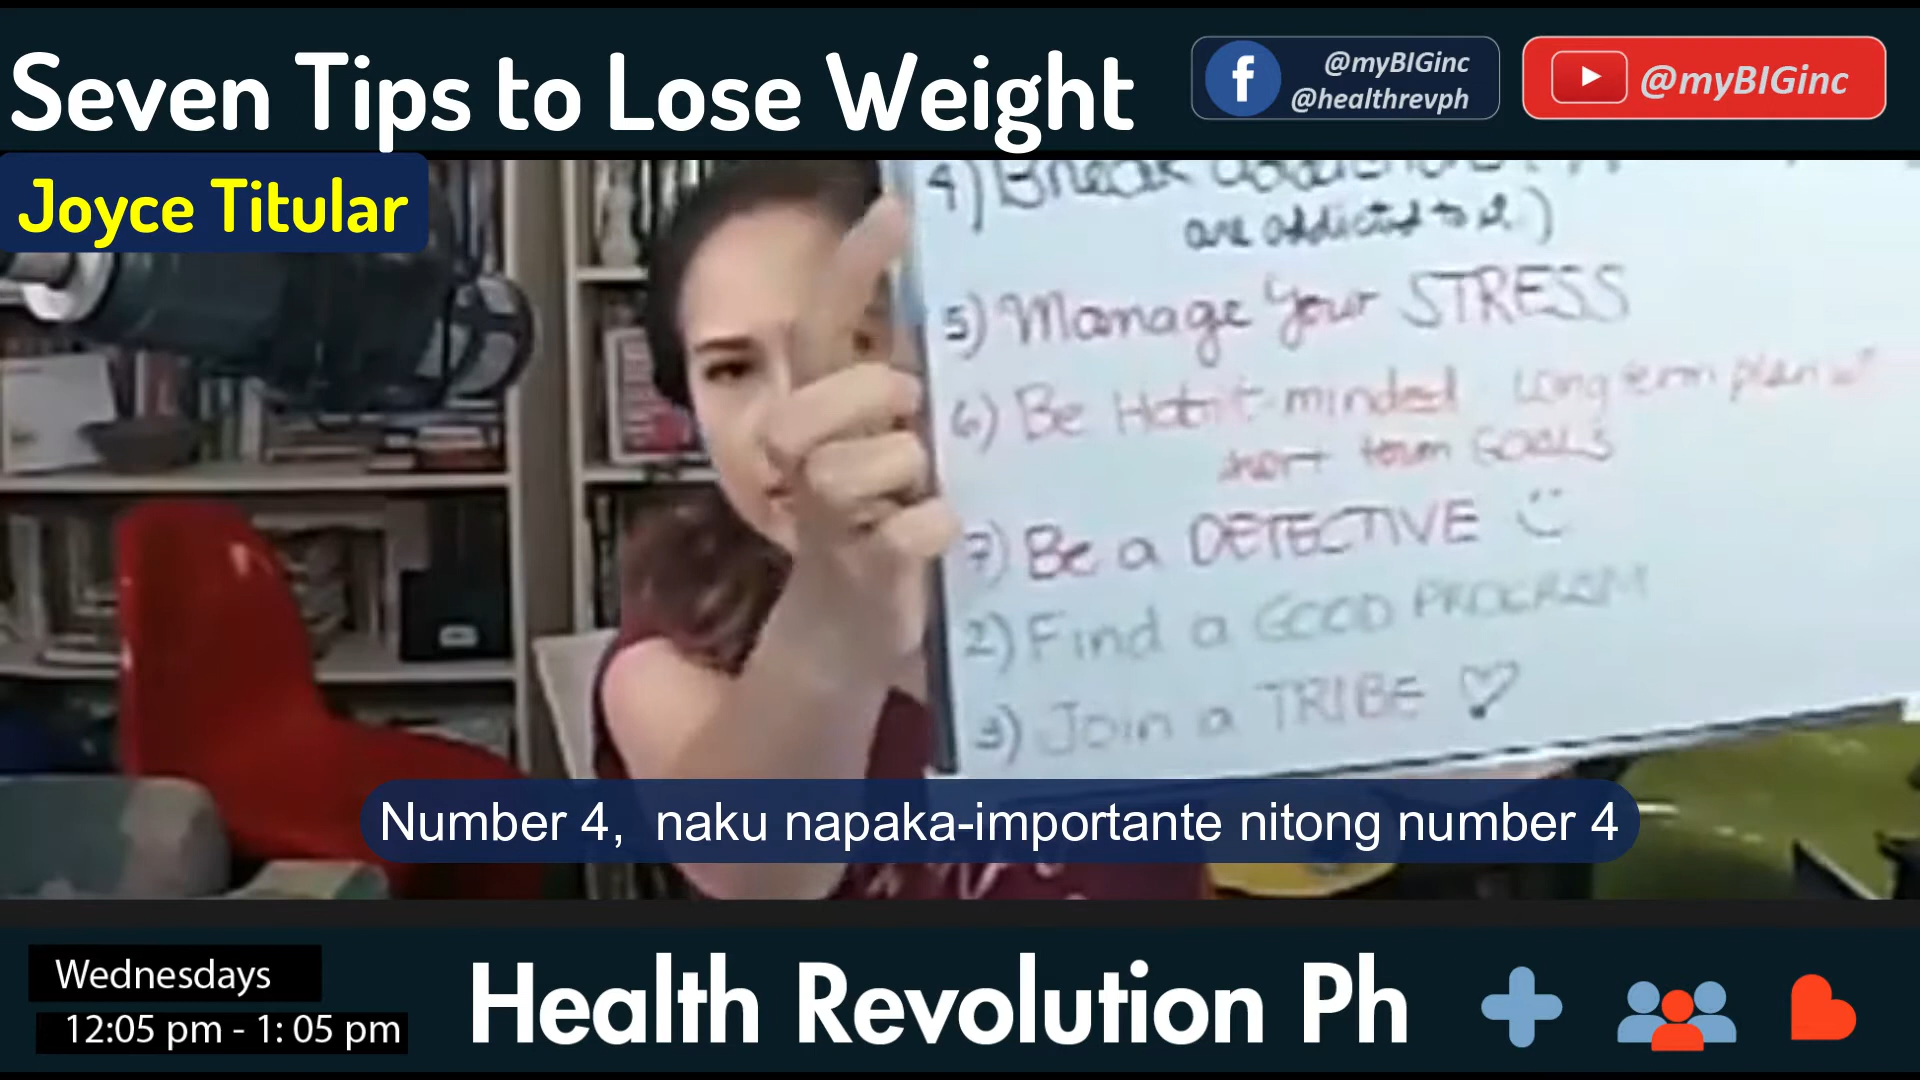 Seven Tips to Lose Weight
@myBIGinc
@healthrevph
@myBIGinc
Joyce Titular
4) Break
are addicted to it.)
5) Manage Your STRESS
6) Be Habit-minded Long term plan w/
short term GOALS
7) Be a DETECTIVE
2) Find a GOOD PROGRAM
3) Join a TRIBE
Number 4, naku napaka-importante nitong number 4
Wednesdays
12:05 pm - 1: 05 pm
Health Revolution Ph